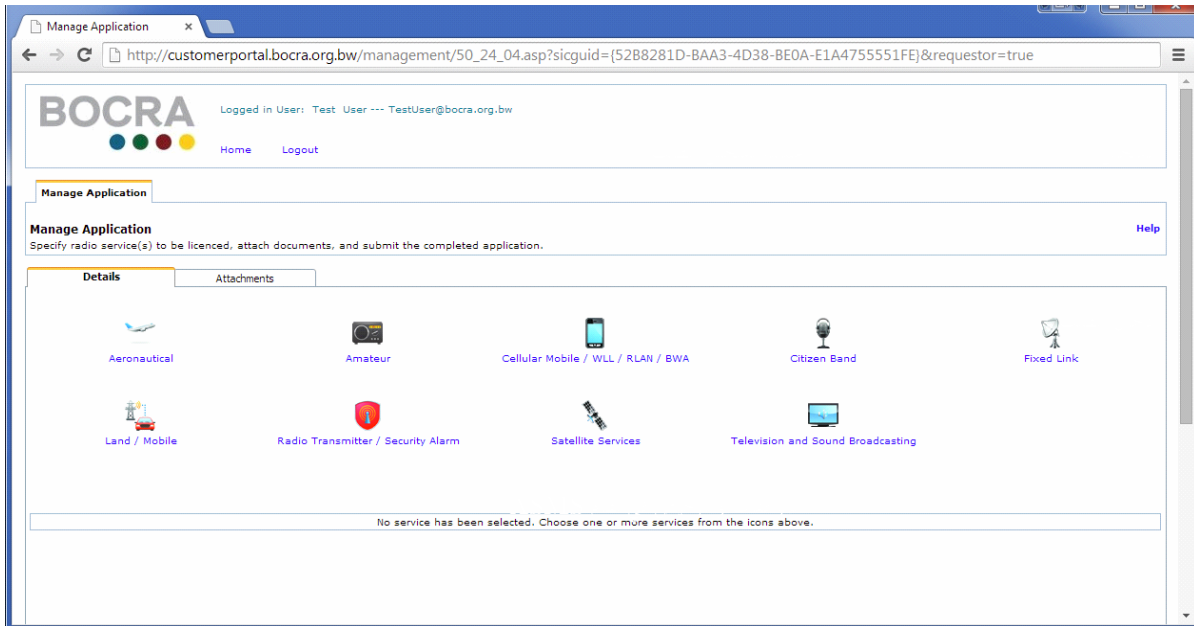 Manage Application
http://customerportal.bocra.org.bw/management/50_24_04.asp?sicguid={52B8281D-BAA3-4D38-BE0A-E1A4755551FE}&requestor=true
BOCRA
Logged in User: Test User --- TestUser@bocra.org.bw
Home Logout
Manage Application
Manage Application
Help
Specify radio service(s) to be licenced, attach documents, and submit the completed application.
Details Attachments
Aeronautical Amateur Cellular Mobile / WLL / RLAN / BWA Citizen Band Fixed Link
Land / Mobile Radio Transmitter / Security Alarm Satellite Services Television and Sound Broadcasting
No service has been selected. Choose one or more services from the icons above.